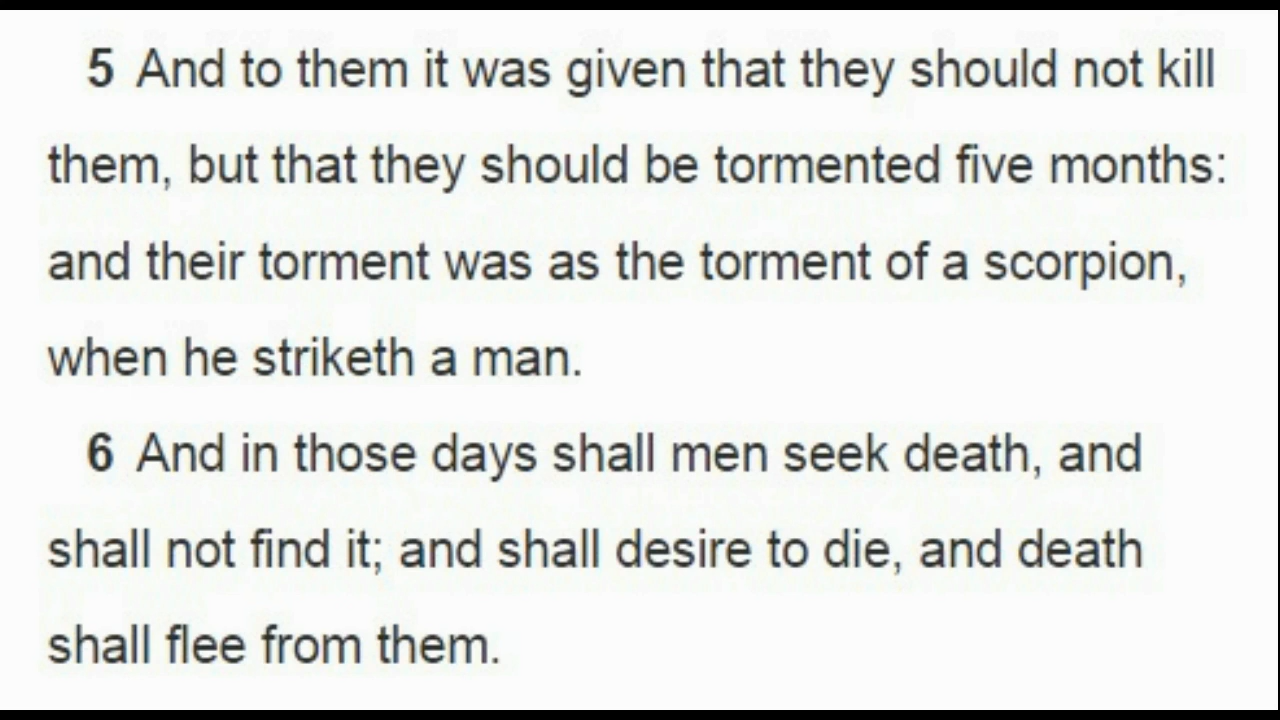 5 And to them it was given that they should not kill
them, but that they should be tormented five months:
and their torment was as the torment of a scorpion,
when he striketh a man.
6 And in those days shall men seek death, and
shall not find it; and shall desire to die, and death
shall flee from them.